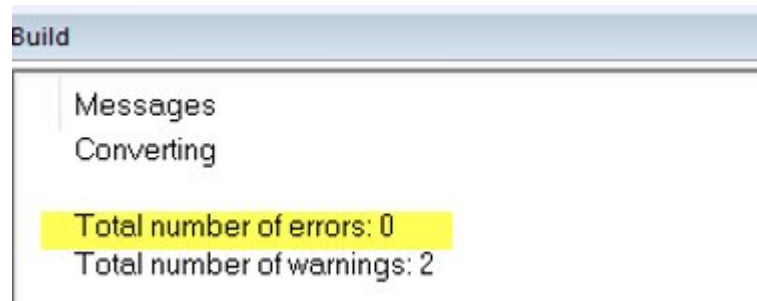 Build
Messages
Converting
Total number of errors: 0
Total number of warnings: 2